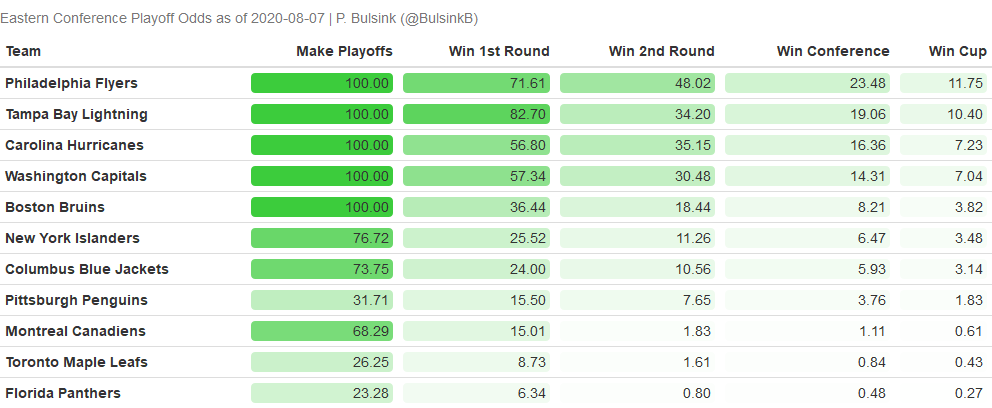 Eastern Conference Playoff Odds as of 2020-08-07 | P. Bulsink (@BulsinkB)
Team Make Playoffs Win 1st Round Win 2nd Round Win Conference Win Cup
Philadelphia Flyers 100.00 71.61 48.02 23.48 11.75
Tampa Bay Lightning 100.00 82.70 34.20 19.06 10.40
Carolina Hurricanes 100.00 56.80 35.15 16.36 7.23
Washington Capitals 100.00 57.34 30.48 14.31 7.04
Boston Bruins 100.00 36.44 18.44 8.21 3.82
New York Islanders 76.72 25.52 11.26 6.47 3.48
Columbus Blue Jackets 73.75 24.00 10.56 5.93 3.14
Pittsburgh Penguins 31.71 15.50 7.65 3.76 1.83
Montreal Canadiens 68.29 15.01 1.83 1.11 0.61
Toronto Maple Leafs 26.25 8.73 1.61 0.84 0.43
Florida Panthers 23.28 6.34 0.80 0.48 0.27